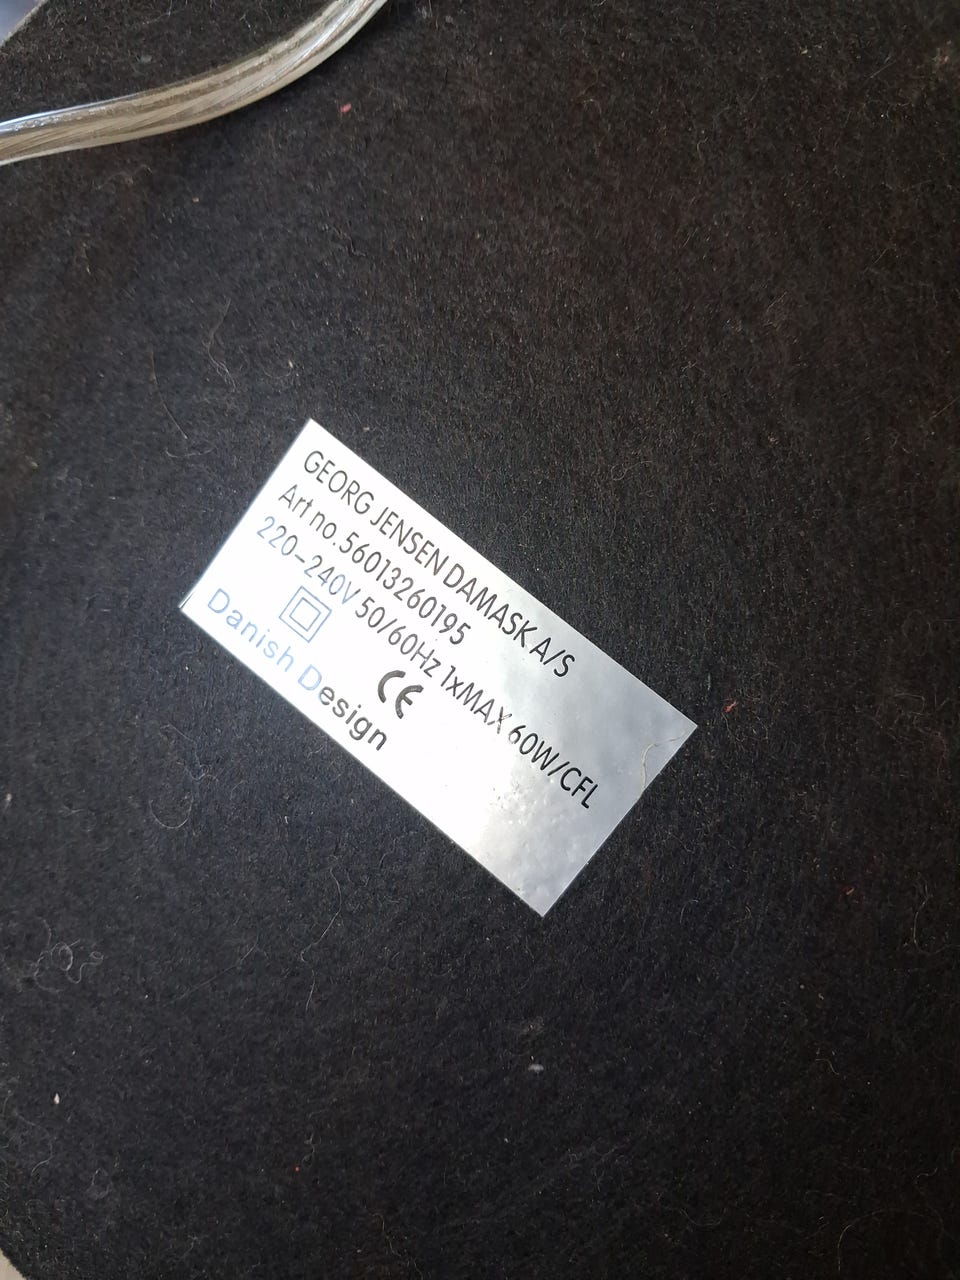 GEORG JENSEN DAMASK A/S
Art no. 56013260195
220-240V 50/60Hz 1xMAX 60W/CFL
CE
Danish Design